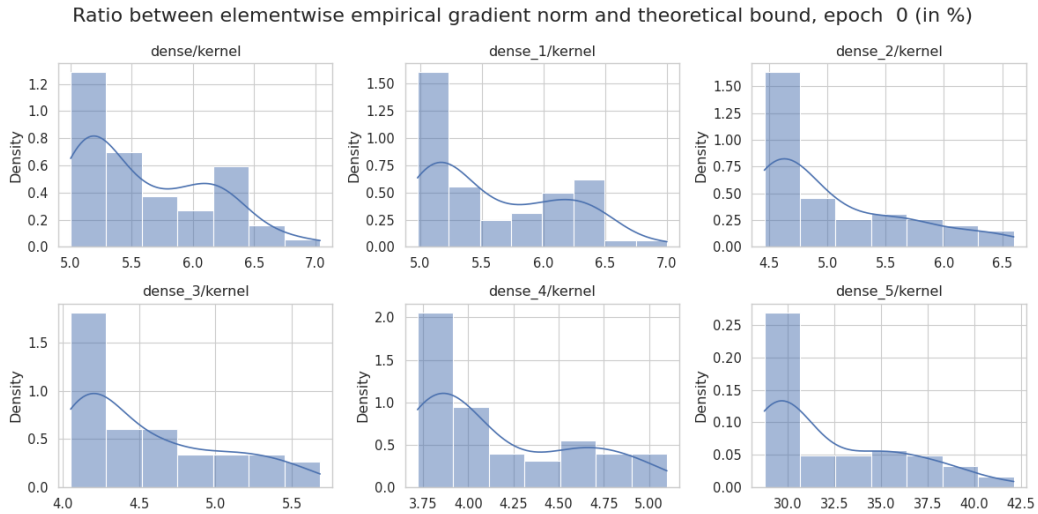 Ratio between elementwise empirical gradient norm and theoretical bound, epoch  0 (in %)
dense/kernel
Density
1.2
1.0
0.8
0.6
0.4
0.2
0.0
5.0 5.5 6.0 6.5 7.0
dense_1/kernel
Density
1.50
1.25
1.00
0.75
0.50
0.25
0.00
5.0 5.5 6.0 6.5 7.0
dense_2/kernel
Density
1.50
1.25
1.00
0.75
0.50
0.25
0.00
4.5 5.0 5.5 6.0 6.5
dense_3/kernel
Density
1.5
1.0
0.5
0.0
4.0 4.5 5.0 5.5
dense_4/kernel
Density
2.0
1.5
1.0
0.5
0.0
3.75 4.00 4.25 4.50 4.75 5.00
dense_5/kernel
Density
0.25
0.20
0.15
0.10
0.05
0.00
30.0 32.5 35.0 37.5 40.0 42.5